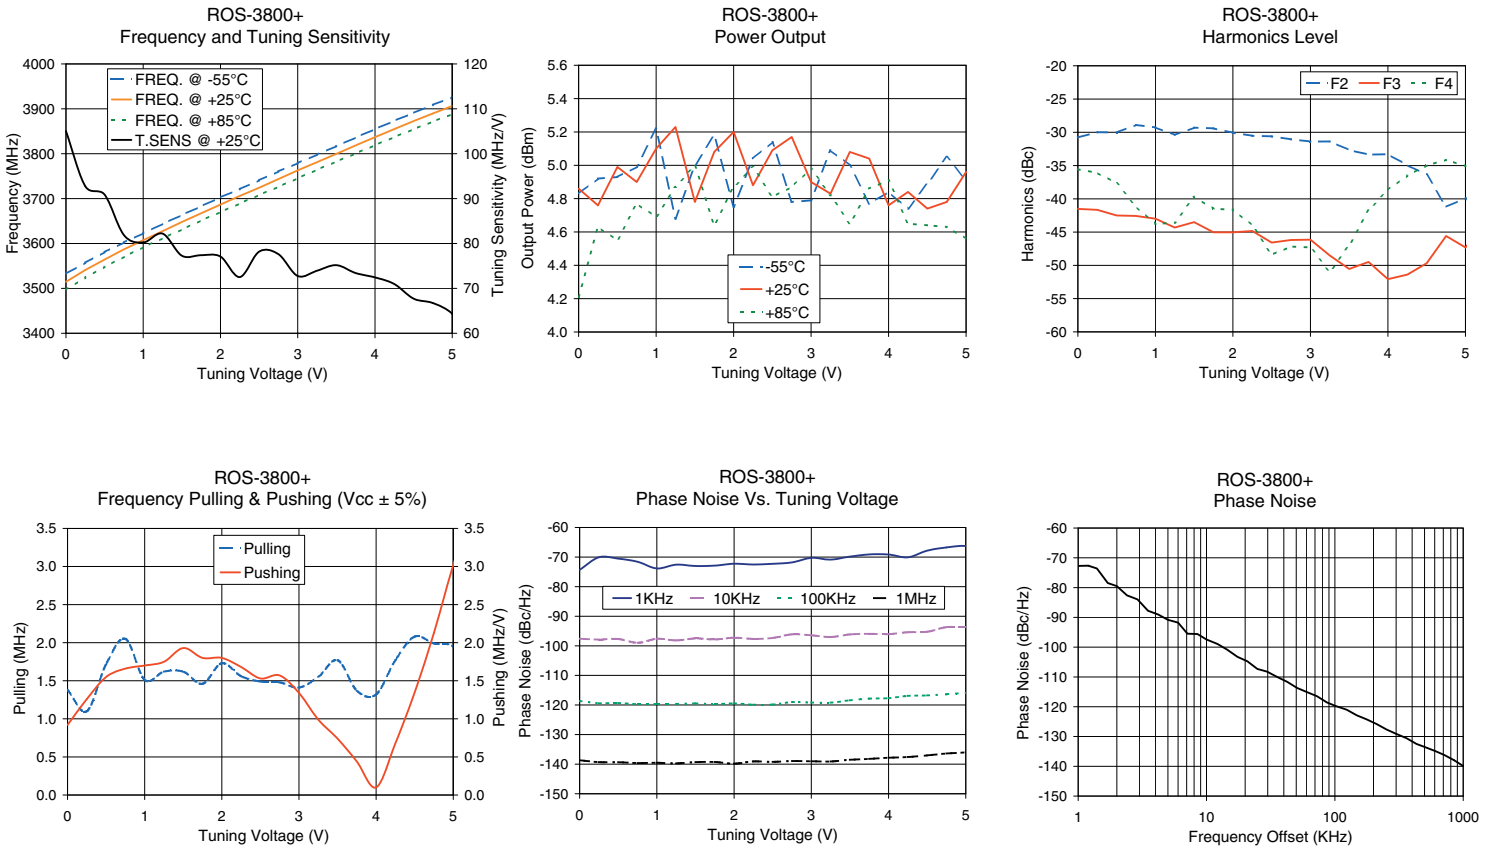 ROS-3800+
Frequency and Tuning Sensitivity
4000
3900
3800
3700
3600
3500
3400
Frequency (MHz)
FREQ. @ -55°C
FREQ. @ +25°C
FREQ. @ +85°C
T.SENS @ +25°C
120
110
100
90
80
70
60
Tuning Sensitivity (MHz/V)
0 1 2 3 4 5
Tuning Voltage (V)
ROS-3800+
Power Output
5.6
5.4
5.2
5.0
4.8
4.6
4.4
4.2
4.0
Output Power (dBm)
-55°C
+25°C
+85°C
0 1 2 3 4 5
Tuning Voltage (V)
ROS-3800+
Harmonics Level
-20
-25
-30
-35
-40
-45
-50
-55
-60
Harmonics (dBc)
F2 F3 F4
0 1 2 3 4 5
Tuning Voltage (V)
ROS-3800+
Frequency Pulling & Pushing (Vcc ± 5%)
3.5
3.0
2.5
2.0
1.5
1.0
0.5
0.0
Pulling (MHz)
Pulling
Pushing
3.5
3.0
2.5
2.0
1.5
1.0
0.5
0.0
Pushing (MHz/V)
0 1 2 3 4 5
Tuning Voltage (V)
ROS-3800+
Phase Noise Vs. Tuning Voltage
-60
-70
-80
-90
-100
-110
-120
-130
-140
-150
Phase Noise (dBc/Hz)
1KHz 10KHz 100KHz 1MHz
0 1 2 3 4 5
Tuning Voltage (V)
ROS-3800+
Phase Noise
-60
-70
-80
-90
-100
-110
-120
-130
-140
-150
Phase Noise (dBc/Hz)
1 10 100 1000
Frequency Offset (KHz)